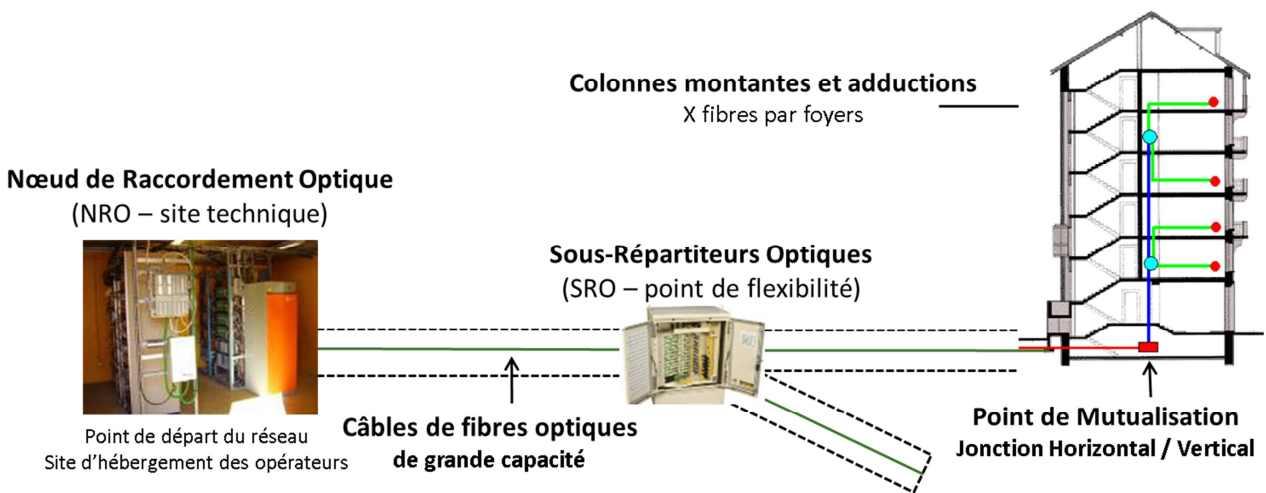 Colonnes montantes et adductions
X fibres par foyers
Nœud de Raccordement Optique
(NRO – site technique)
Sous-Répartiteurs Optiques
(SRO – point de flexibilité)
Point de départ du réseau
Site d’hébergement des opérateurs
Câbles de fibres optiques
de grande capacité
Point de Mutualisation
Jonction Horizontal / Vertical